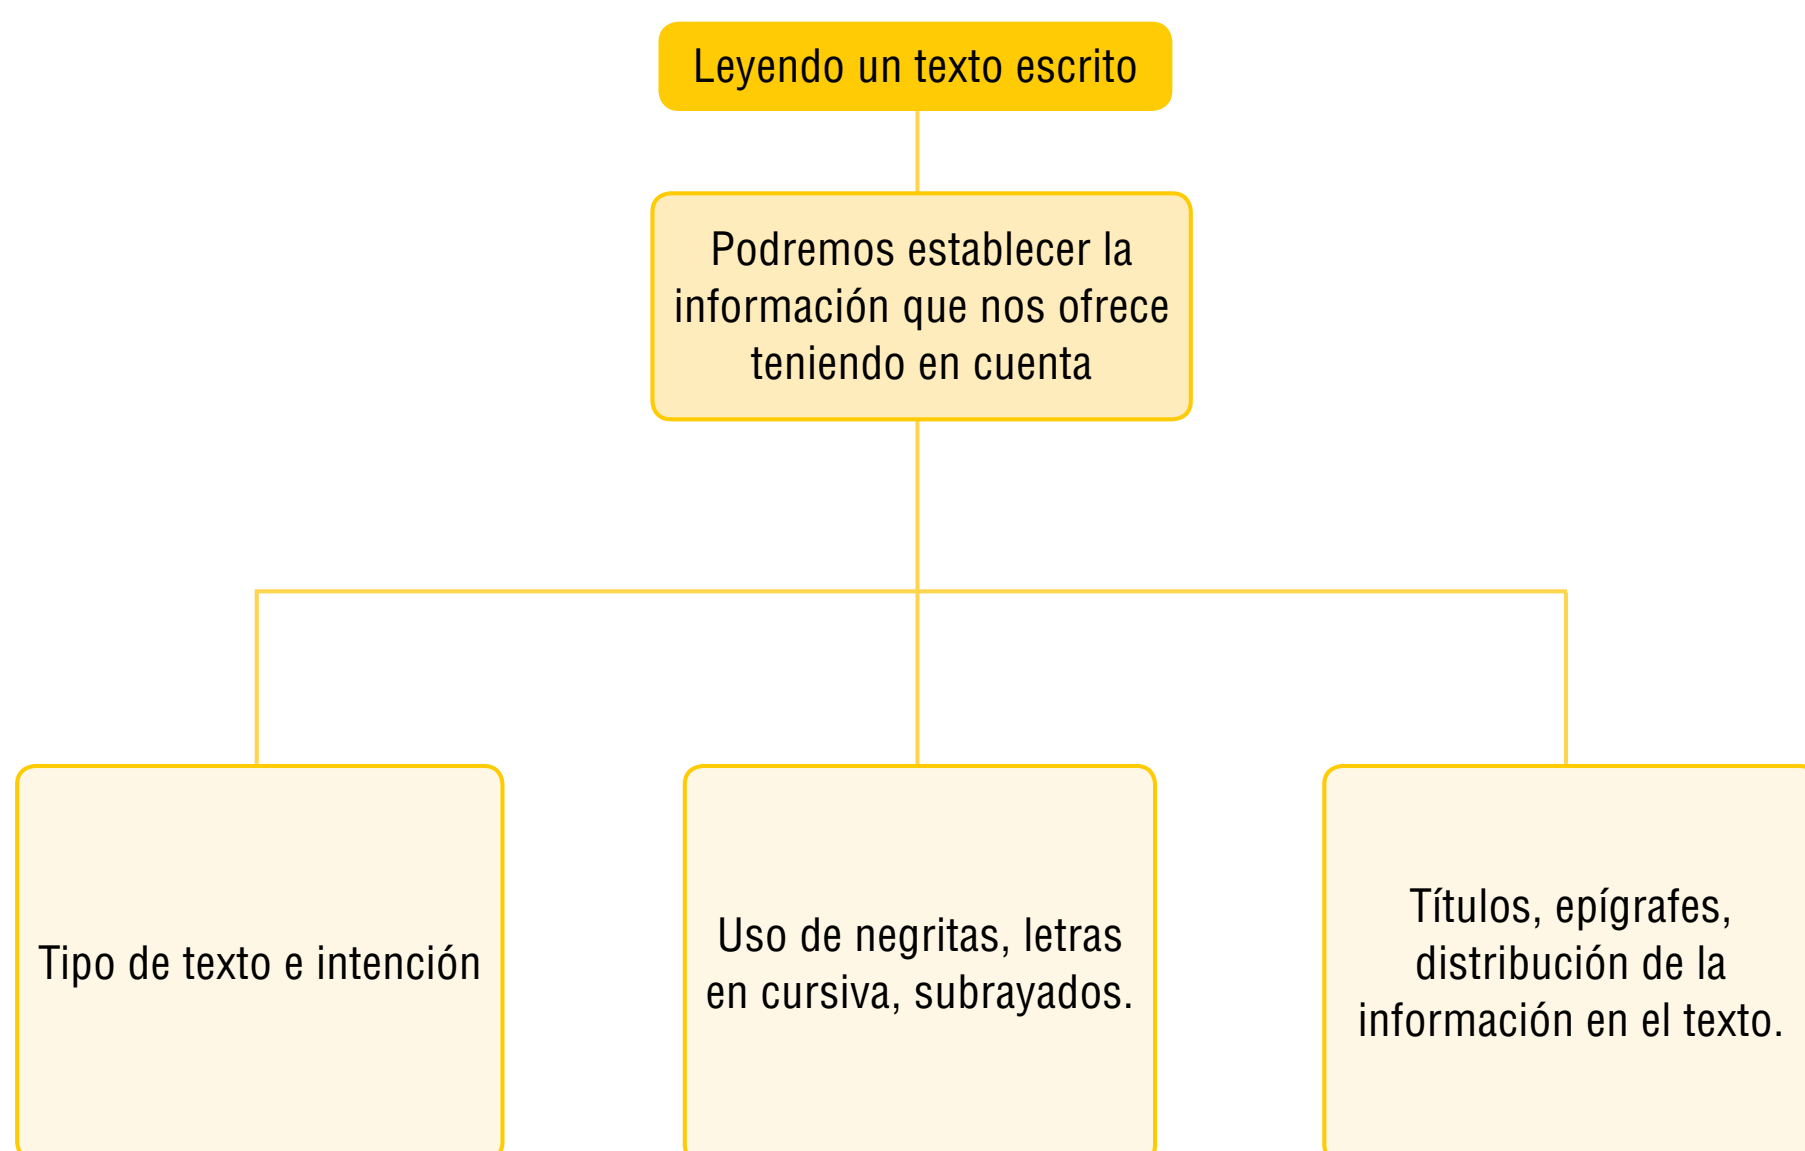 Leyendo un texto escrito
Podremos establecer la
información que nos ofrece
teniendo en cuenta
Tipo de texto e intención
Uso de negritas, letras
en cursiva, subrayados.
Títulos, epígrafes,
distribución de la
información en el texto.